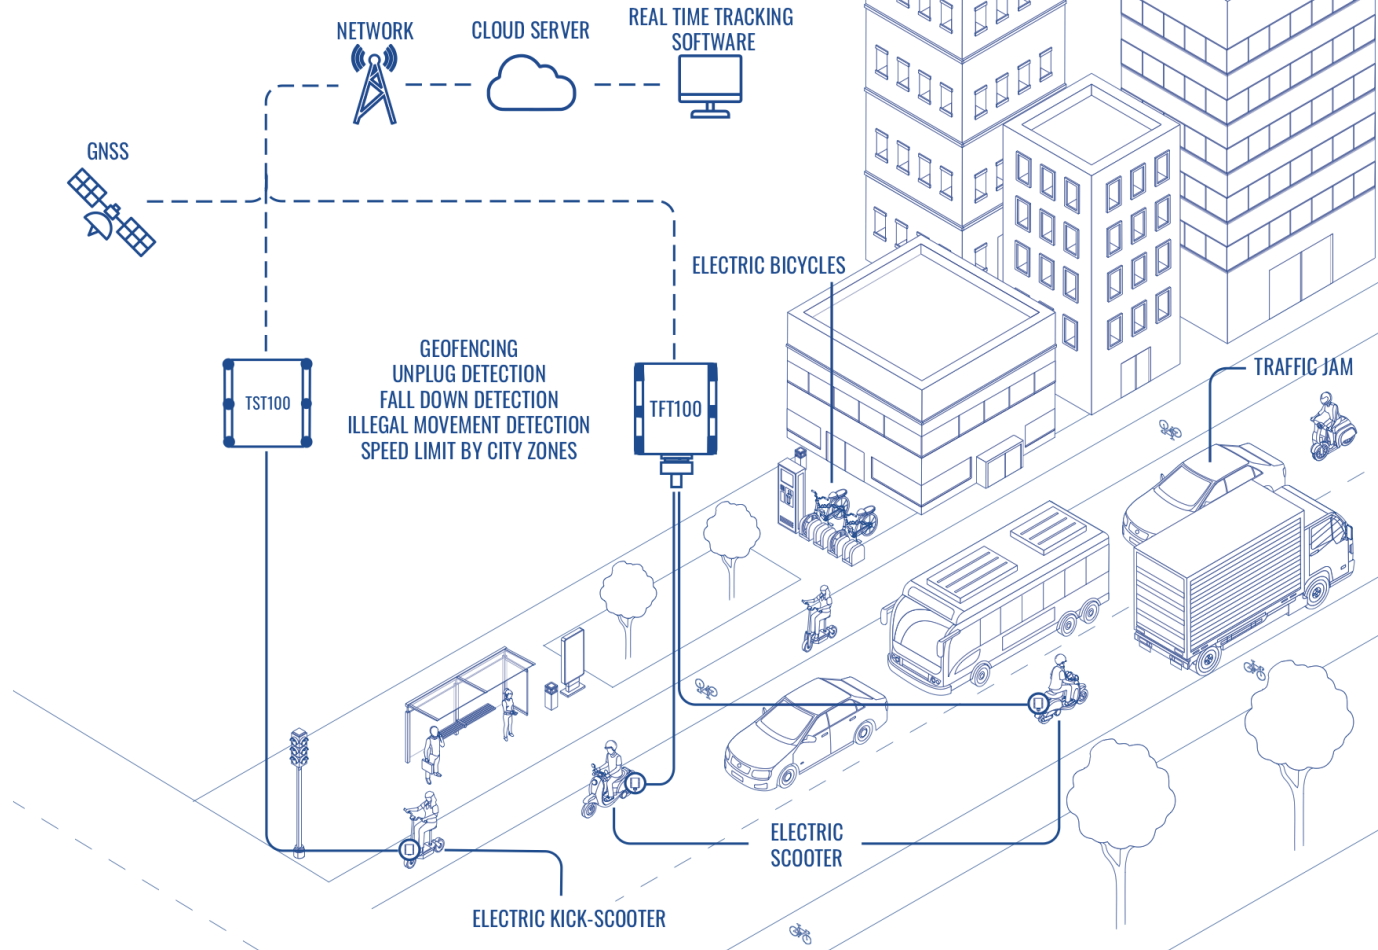 NETWORK
CLOUD SERVER
REAL TIME TRACKING
SOFTWARE
GNSS
ELECTRIC BICYCLES
GEOFENCING
UNPLUG DETECTION
FALL DOWN DETECTION
ILLEGAL MOVEMENT DETECTION
SPEED LIMIT BY CITY ZONES
TST100
TFT100
TRAFFIC JAM
ELECTRIC
SCOOTER
ELECTRIC KICK-SCOOTER